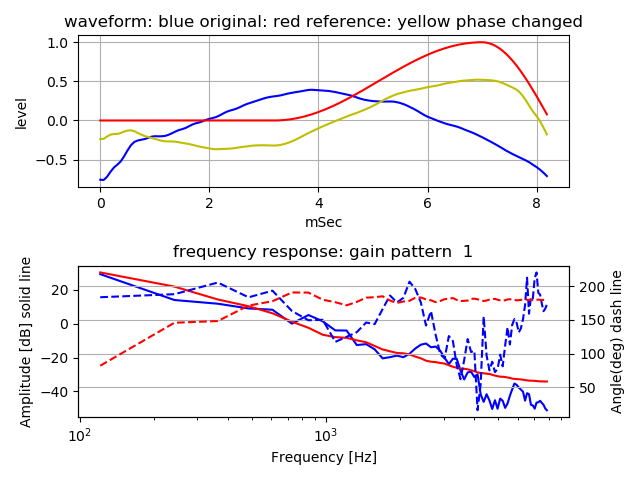 waveform: blue original: red reference: yellow phase changed
1.0
0.5
0.0
−0.5
level
0 2 4 6 8
mSec
frequency response: gain pattern  1
20
0
−20
−40
Amplitude [dB] solid line
200
150
100
50
Angle(deg) dash line
10² 10³
Frequency [Hz]